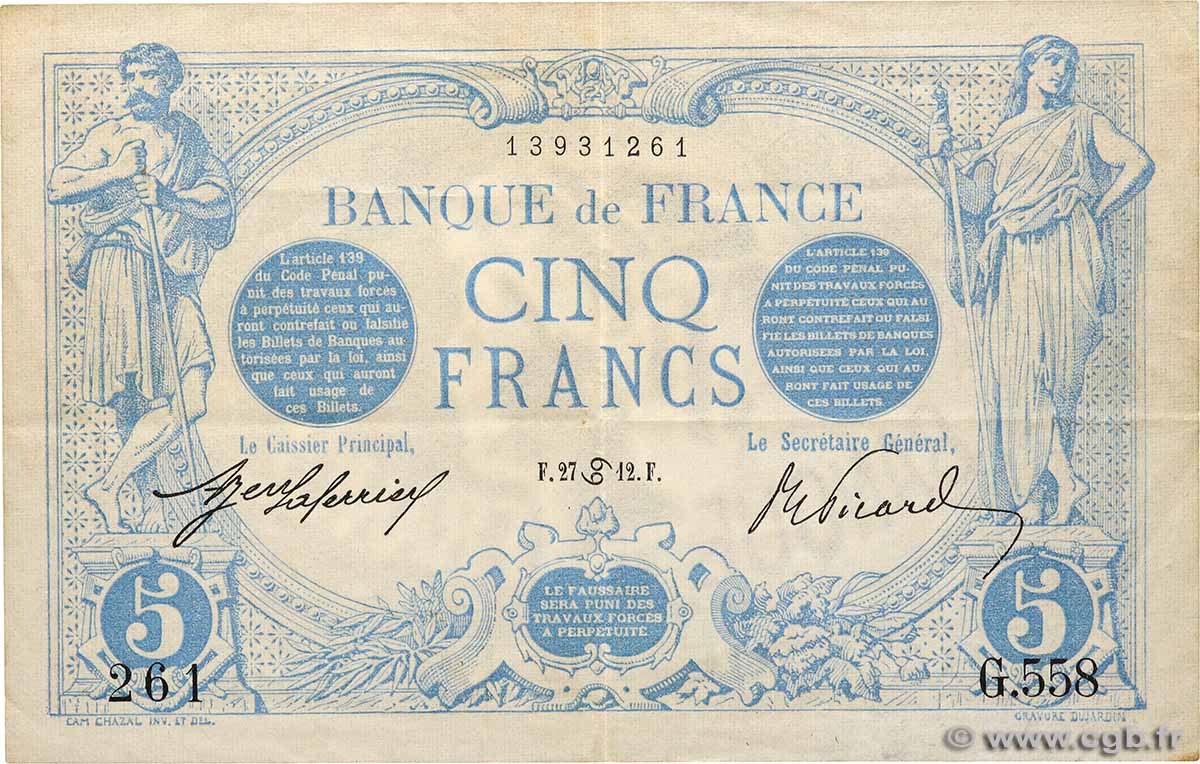 13931261
BANQUE de FRANCE
CINQ
FRANCS
L'article 139
du Code Pénal pu-
nit des travaux forcés
à perpétuité ceux qui au-
ront contrefait ou falsifié
les Billets de Banques au-
torisées par la loi, ainsi
que ceux qui auront
fait usage de
ces Billets.
L'ARTICLE 139
DU CODE PÉNAL PU-
NIT DES TRAVAUX FORCÉS
A PERPÉTUITÉ CEUX QUI AU-
RONT CONTREFAIT OU FALSI
FIÉ LES BILLETS DE BANQUES
AUTORISÉES PAR LA LOI,
AINSI QUE CEUX QUI AU-
RONT FAIT USAGE DE
CES BILLETS.
Le Caissier Principal,
Le Secrétaire Général,
F.27 12.F.
Picard
LE FAUSSAIRE
SERA PUNI DES
TRAVAUX FORCÉS
A PERPÉTUITÉ.
5
5
261
G.558
CAM CHAZAL INV. ET DEL.
GRAVURE DUJARDIN
© www.cgb.fr